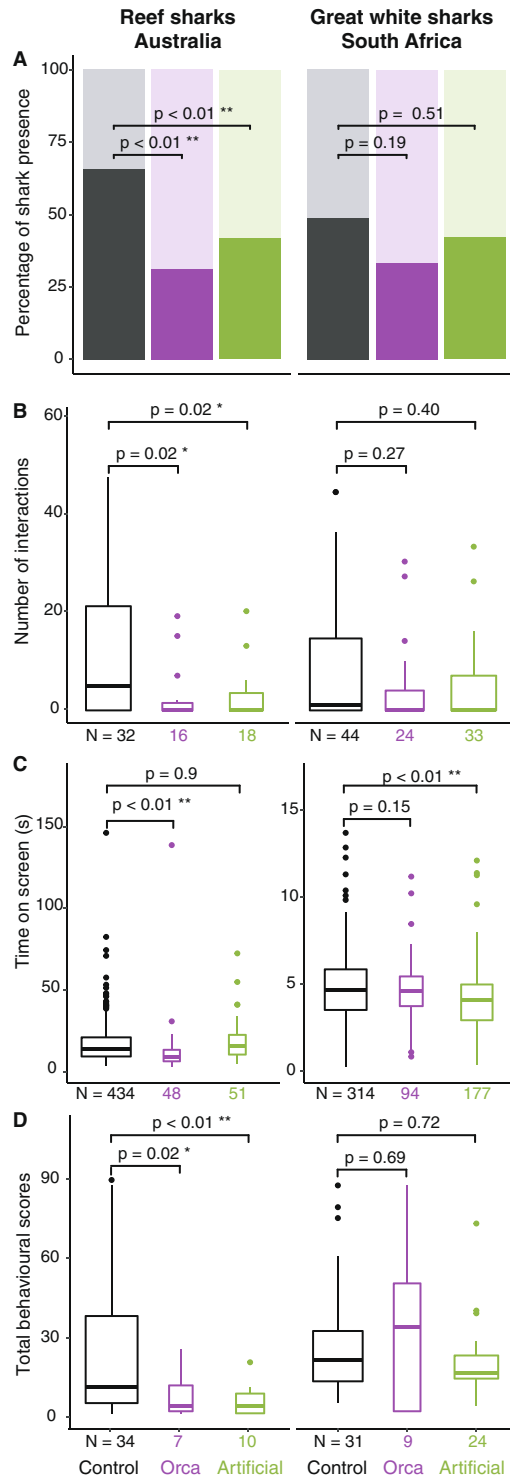 Reef sharks Great white sharks
Australia South Africa
A
Percentage of shark presence
100
75
50
25
0
p < 0.01 **
p < 0.01 **
p = 0.51
p = 0.19
B
Number of interactions
60
40
20
0
p = 0.02 *
p = 0.02 *
p = 0.40
p = 0.27
N = 32 16 18 N = 44 24 33
C
Time on screen (s)
150
100
50
0
p = 0.9
p < 0.01 **
15
10
5
0
p < 0.01 **
p = 0.15
N = 434 48 51 N = 314 94 177
D
Total behavioural scores
90
60
30
0
p < 0.01 **
p = 0.02 *
p = 0.72
p = 0.69
N = 34 7 10 N = 31 9 24
Control Orca Artificial Control Orca Artificial